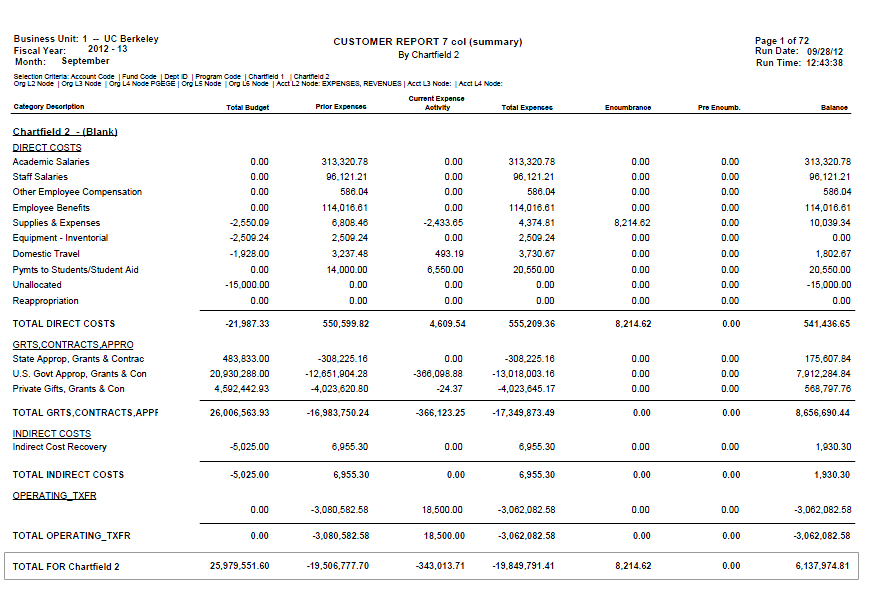 Business Unit: 1 -- UC Berkeley
Fiscal Year: 2012 - 13
Month: September
CUSTOMER REPORT 7 col (summary)
By Chartfield 2
Page 1 of 72
Run Date: 09/28/12
Run Time: 12:43:38
Selection Criteria: Account Code | Fund Code | Dept ID | Program Code | Chartfield 1 | Chartfield 2
Org L2 Node | Org L3 Node | Org L4 Node PGEGE | Org L5 Node | Org L6 Node | Acct L2 Node: EXPENSES, REVENUES | Acct L3 Node: | Acct L4 Node:
Category Description Total Budget Prior Expenses Current Expense Activity Total Expenses Encumbrance Pre Encumb. Balance
Chartfield 2 - (Blank)
DIRECT COSTS
Academic Salaries 0.00 313,320.78 0.00 313,320.78 0.00 0.00 313,320.78
Staff Salaries 0.00 96,121.21 0.00 96,121.21 0.00 0.00 96,121.21
Other Employee Compensation 0.00 586.04 0.00 586.04 0.00 0.00 586.04
Employee Benefits 0.00 114,016.61 0.00 114,016.61 0.00 0.00 114,016.61
Supplies & Expenses -2,550.09 6,808.46 -2,433.65 4,374.81 8,214.62 0.00 10,039.34
Equipment - Inventorial -2,509.24 2,509.24 0.00 2,509.24 0.00 0.00 0.00
Domestic Travel -1,928.00 3,237.48 493.19 3,730.67 0.00 0.00 1,802.67
Pymts to Students/Student Aid 0.00 14,000.00 6,550.00 20,550.00 0.00 0.00 20,550.00
Unallocated -15,000.00 0.00 0.00 0.00 0.00 0.00 -15,000.00
Reappropriation 0.00 0.00 0.00 0.00 0.00 0.00 0.00
TOTAL DIRECT COSTS -21,987.33 550,599.82 4,609.54 555,209.36 8,214.62 0.00 541,436.65
GRTS,CONTRACTS,APPRO
State Approp, Grants & Contrac 483,833.00 -308,225.16 0.00 -308,225.16 0.00 0.00 175,607.84
U.S. Govt Approp, Grants & Con 20,930,288.00 -12,651,904.28 -366,098.88 -13,018,003.16 0.00 0.00 7,912,284.84
Private Gifts, Grants & Con 4,592,442.93 -4,023,620.80 -24.37 -4,023,645.17 0.00 0.00 568,797.76
TOTAL GRTS,CONTRACTS,APPF 26,006,563.93 -16,983,750.24 -366,123.25 -17,349,873.49 0.00 0.00 8,656,690.44
INDIRECT COSTS
Indirect Cost Recovery -5,025.00 6,955.30 0.00 6,955.30 0.00 0.00 1,930.30
TOTAL INDIRECT COSTS -5,025.00 6,955.30 0.00 6,955.30 0.00 0.00 1,930.30
OPERATING_TXFR
0.00 -3,080,582.58 18,500.00 -3,062,082.58 0.00 0.00 -3,062,082.58
TOTAL OPERATING_TXFR 0.00 -3,080,582.58 18,500.00 -3,062,082.58 0.00 0.00 -3,062,082.58
TOTAL FOR Chartfield 2 25,979,551.60 -19,506,777.70 -343,013.71 -19,849,791.41 8,214.62 0.00 6,137,974.81